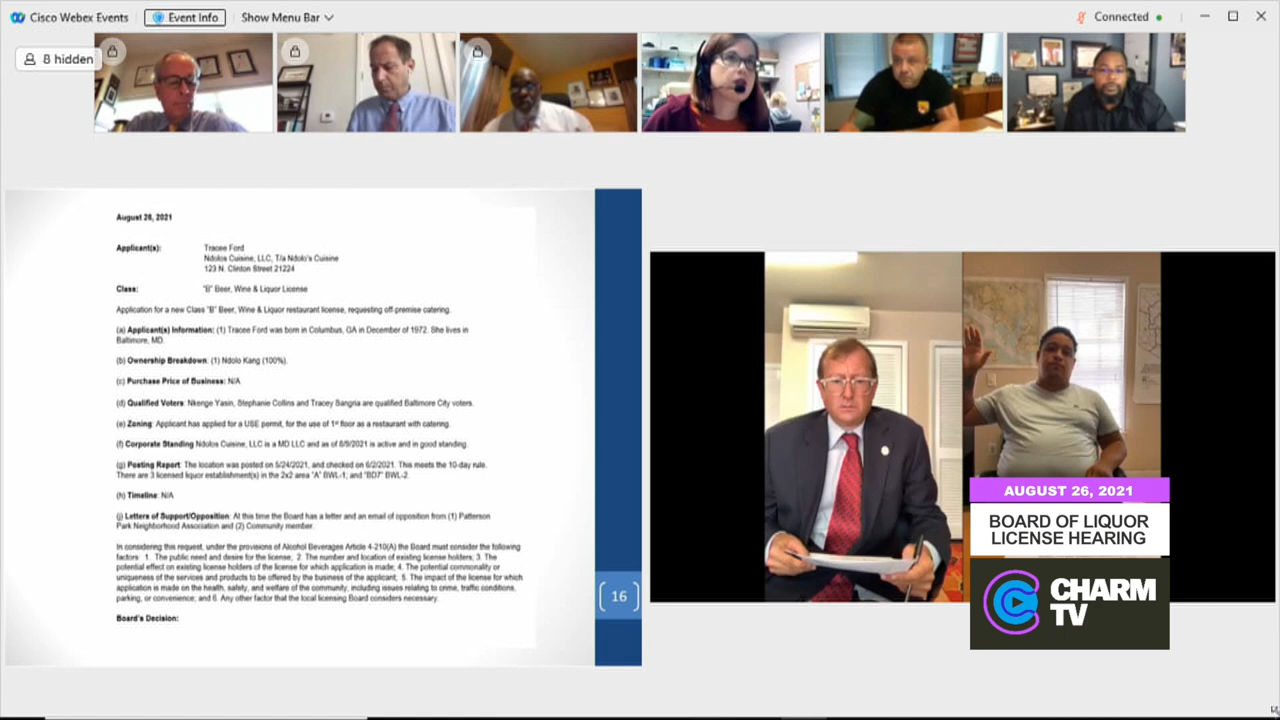 Cisco Webex Events
Event Info
Show Menu Bar
Connected
8 hidden
August 26, 2021
Applicant(s): Tracee Ford
Ndolos Cuisine, LLC, T/a Ndolo's Cuisine
123 N. Clinton Street 21224
Class: "B" Beer, Wine & Liquor License
Application for a new Class "B" Beer, Wine & Liquor restaurant license, requesting off-premise catering.
(a) Applicant(s) Information: (1) Tracee Ford was born in Columbus, GA in December of 1972. She lives in
Baltimore, MD.
(b) Ownership Breakdown: (1) Ndolo Kang (100%).
(c) Purchase Price of Business: N/A
(d) Qualified Voters: Nkenge Yasin, Stephanie Collins and Tracey Sangria are qualified Baltimore City voters.
(e) Zoning: Applicant has applied for a USE permit, for the use of 1st floor as a restaurant with catering.
(f) Corporate Standing Ndolos Cuisine, LLC is a MD LLC and as of 8/9/2021 is active and in good standing.
(g) Posting Report: The location was posted on 5/24/2021, and checked on 6/2/2021. This meets the 10-day rule.
There are 3 licensed liquor establishment(s) in the 2x2 area "A" BWL-1; and "BD7" BWL-2.
(h) Timeline: N/A
(j) Letters of Support/Opposition: At this time the Board has a letter and an email of opposition from (1) Patterson
Park Neighborhood Association and (2) Community member.
In considering this request, under the provisions of Alcohol Beverages Article 4-210(A) the Board must consider the following
factors 1. The public need and desire for the license; 2. The number and location of existing license holders; 3. The
potential effect on existing license holders of the license for which application is made; 4. The potential commonality or
uniqueness of the services and products to be offered by the business of the applicant; 5. The impact of the license for which
application is made on the health, safety, and welfare of the community, including issues relating to crime, traffic conditions,
parking, or convenience; and 6. Any other factor that the local licensing Board considers necessary.
Board's Decision:
16
AUGUST 26, 2021
BOARD OF LIQUOR
LICENSE HEARING
CHARM
TV